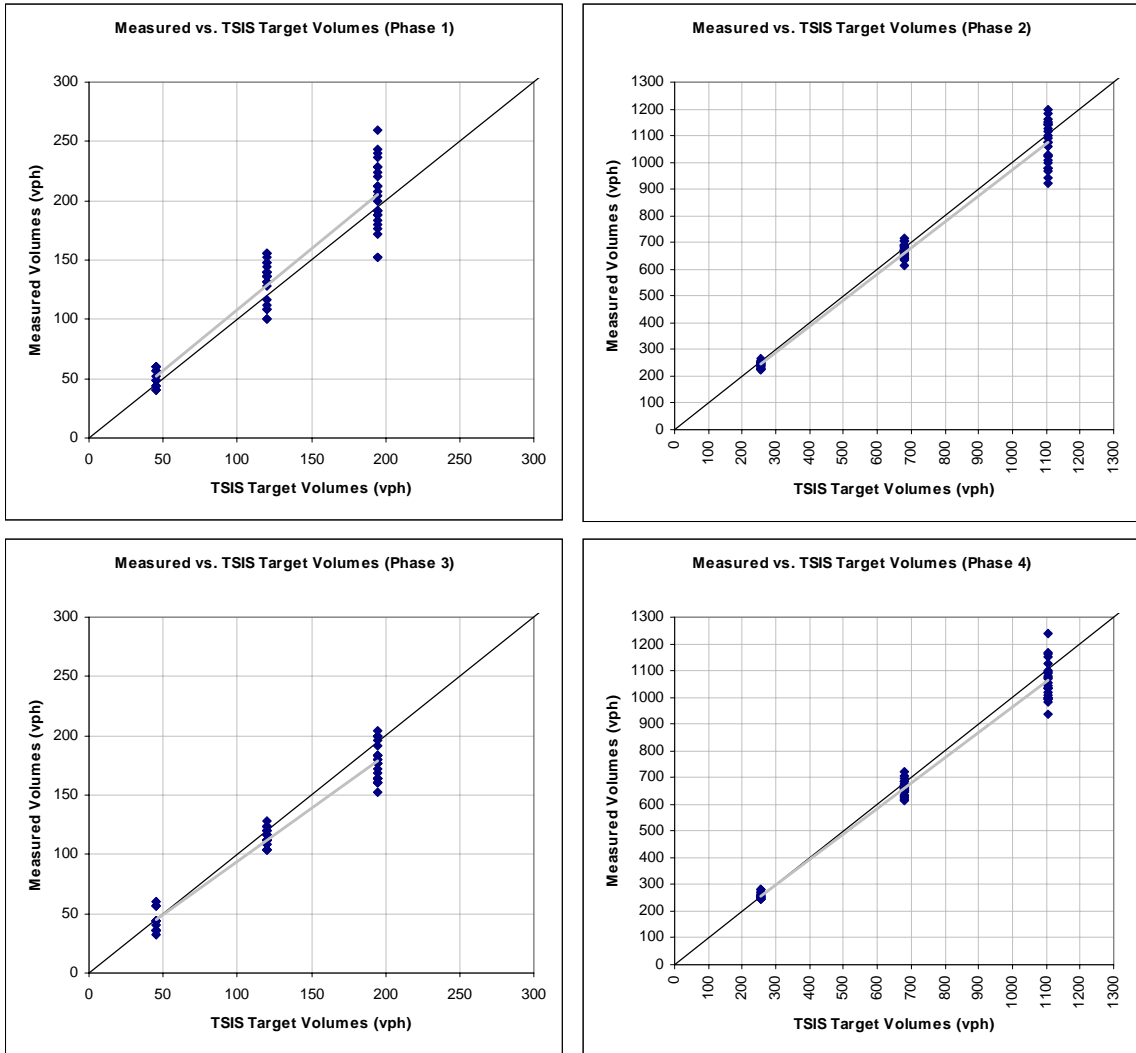 Measured vs. TSIS Target Volumes (Phase 1)
300
250
200
150
100
50
0
Measured Volumes (vph)
0 50 100 150 200 250 300
TSIS Target Volumes (vph)
Measured vs. TSIS Target Volumes (Phase 2)
1300
1200
1100
1000
900
800
700
600
500
400
300
200
100
0
Measured Volumes (vph)
0 100 200 300 400 500 600 700 800 900 1000 1100 1200 1300
TSIS Target Volumes (vph)
Measured vs. TSIS Target Volumes (Phase 3)
300
250
200
150
100
50
0
Measured Volumes (vph)
0 50 100 150 200 250 300
TSIS Target Volumes (vph)
Measured vs. TSIS Target Volumes (Phase 4)
1300
1200
1100
1000
900
800
700
600
500
400
300
200
100
0
Measured Volumes (vph)
0 100 200 300 400 500 600 700 800 900 1000 1100 1200 1300
TSIS Target Volumes (vph)